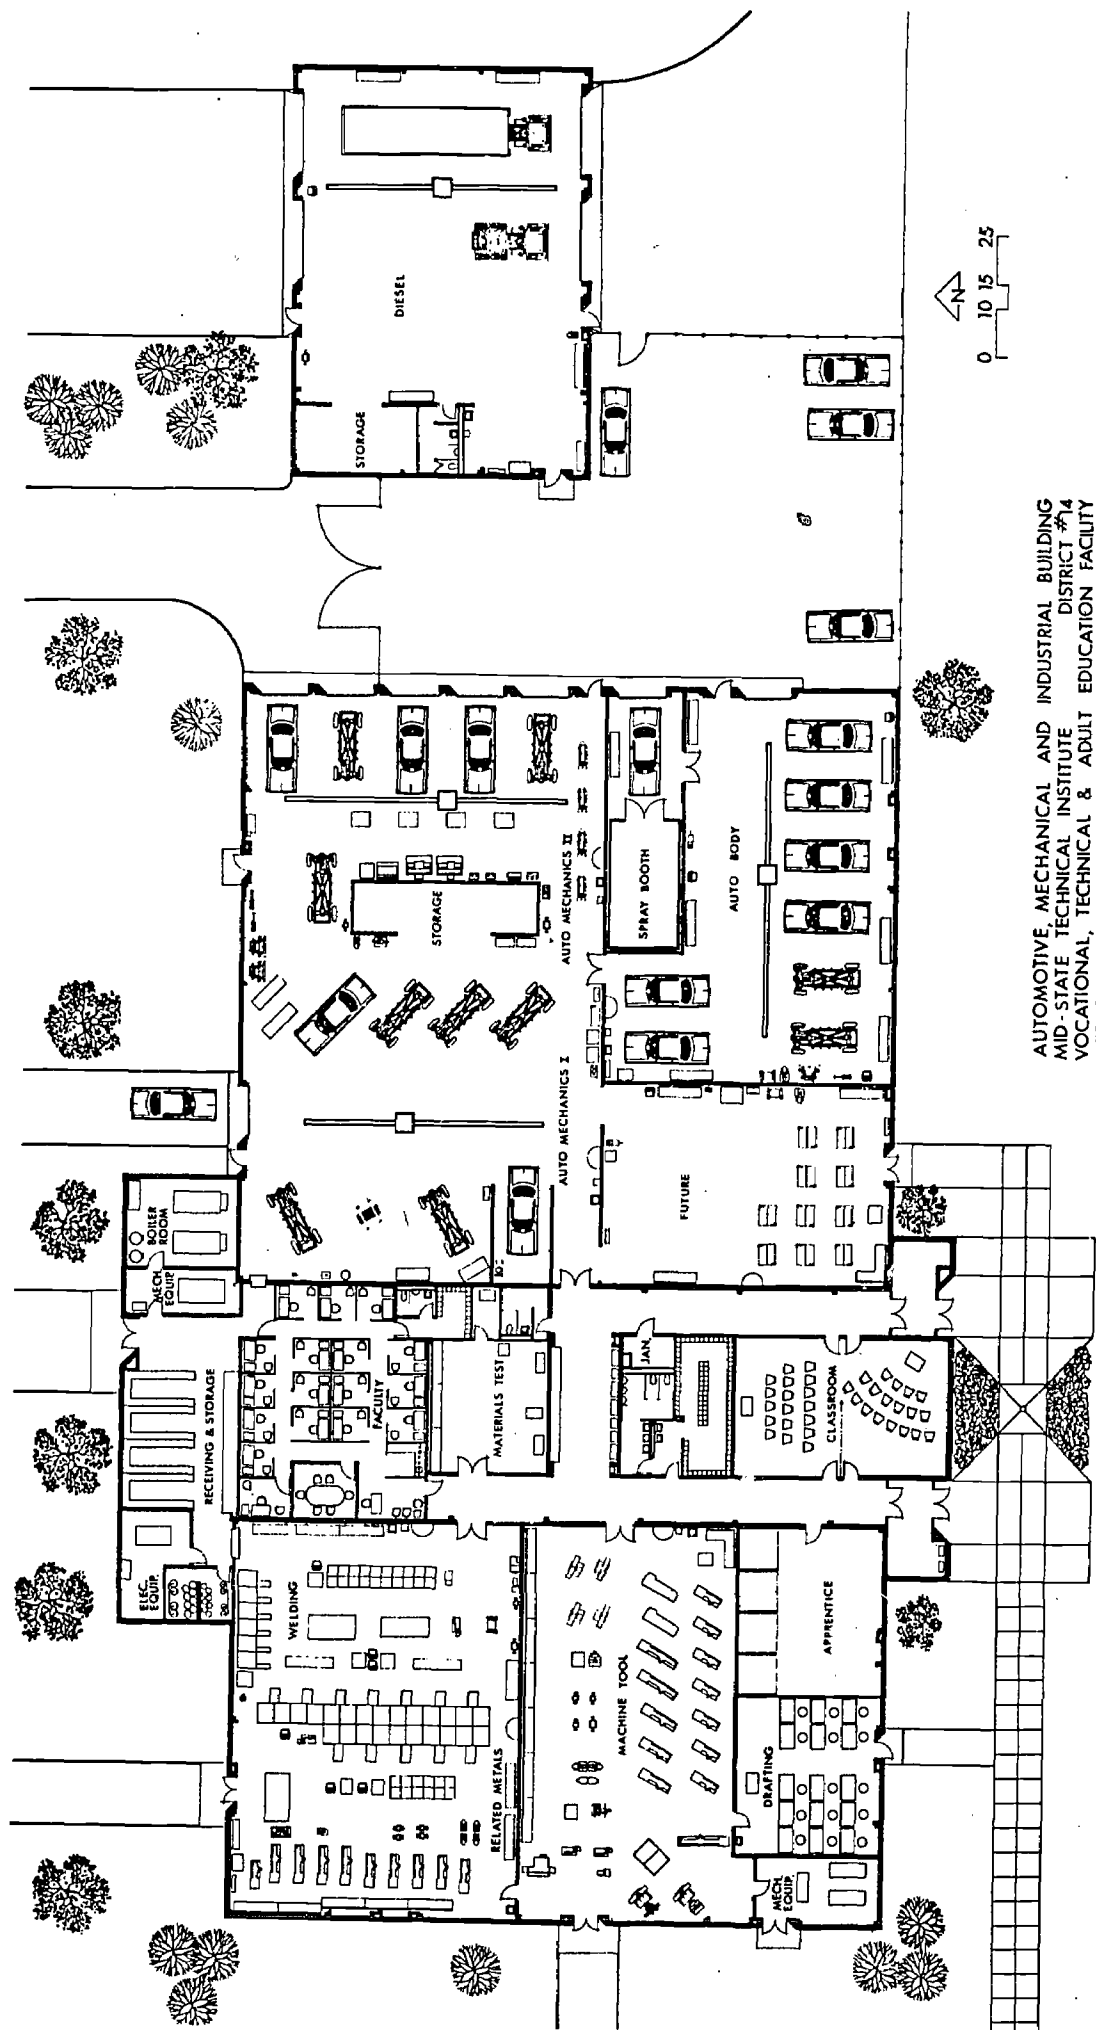 DIESEL
STORAGE
STORAGE
AUTO MECHANICS II
SPRAY BOOTH
AUTO BODY
AUTO MECHANICS I
FUTURE
BOILER
ROOM
MECH.
EQUIP.
RECEIVING & STORAGE
FACULTY
MATERIALS TEST
JAN.
CLASSROOM
ELEC.
EQUIP.
WELDING
RELATED METALS
MACHINE TOOL
APPRENTICE
DRAFTING
MECH.
EQUIP.
N
0 10 15 25
AUTOMOTIVE, MECHANICAL AND INDUSTRIAL BUILDING
MID-STATE TECHNICAL INSTITUTE DISTRICT #14
VOCATIONAL, TECHNICAL & ADULT EDUCATION FACILITY